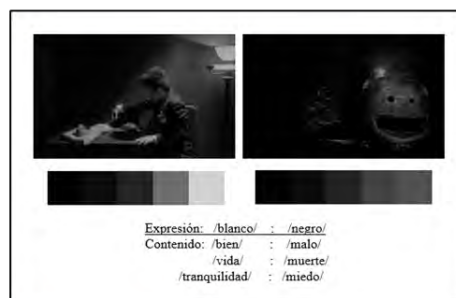 Expresión: /blanco/ : /negro/
Contenido: /bien/ : /malo/
/vida/ : /muerte/
/tranquilidad/ : /miedo/